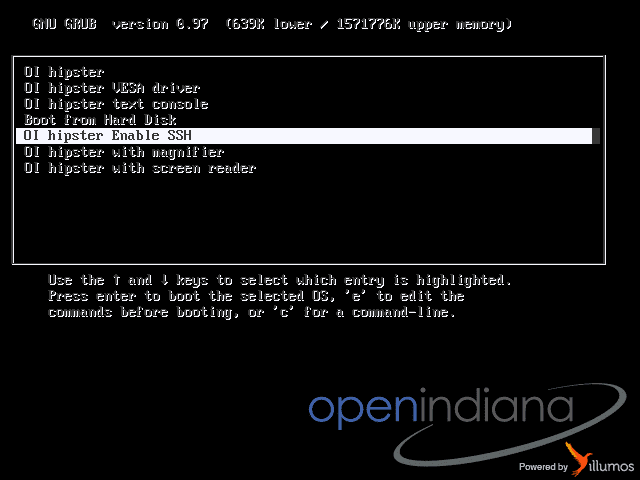 GNU GRUB  version 0.97  (639K lower / 1571776K upper memory)
OI hipster
OI hipster VESA driver
OI hipster text console
Boot from Hard Disk
OI hipster Enable SSH
OI hipster with magnifier
OI hipster with screen reader
Use the ↑ and ↓ keys to select which entry is highlighted.
Press enter to boot the selected OS, 'e' to edit the
commands before booting, or 'c' for a command-line.
openindiana
Powered by illumos